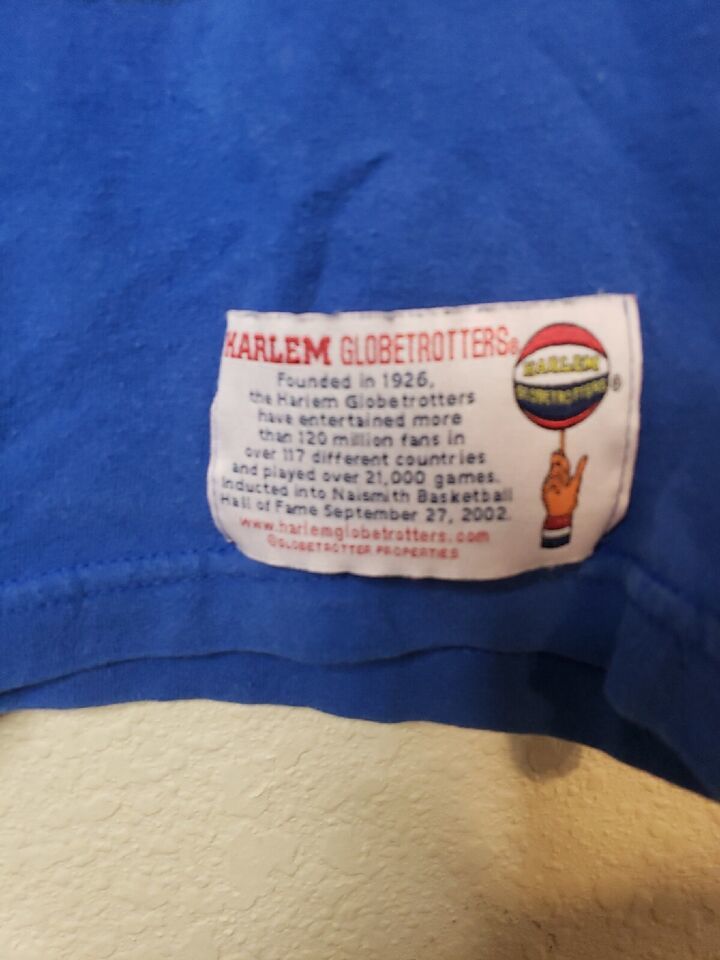 HARLEM GLOBETROTTERS®
Founded in 1926,
the Harlem Globetrotters
have entertained more
than 120 million fans in
over 117 different countries
and played over 21,000 games.
Inducted into Naismith Basketball
Hall of Fame September 27, 2002.
www.harlemglobetrotters.com
©GLOBETROTTER PROPERTIES
HARLEM
GLOBETROTTERS®